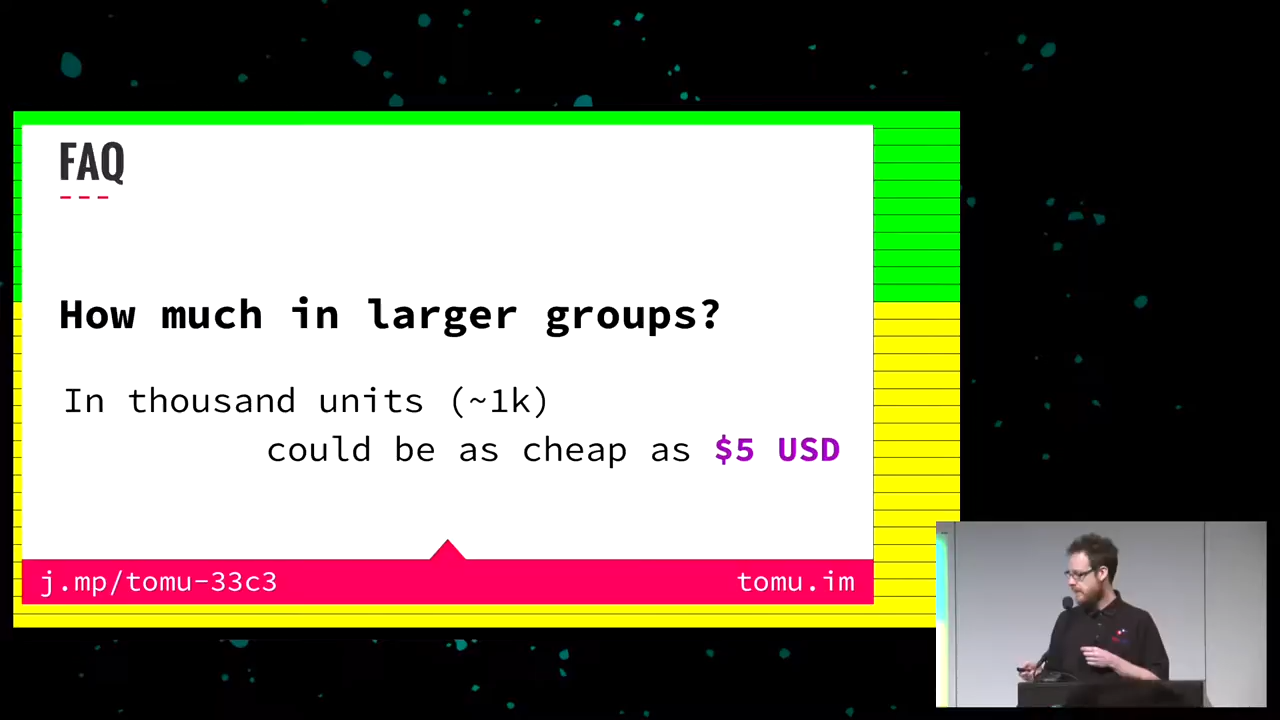 FAQ
How much in larger groups?
In thousand units (~1k)
could be as cheap as $5 USD
j.mp/tomu-33c3
tomu.im